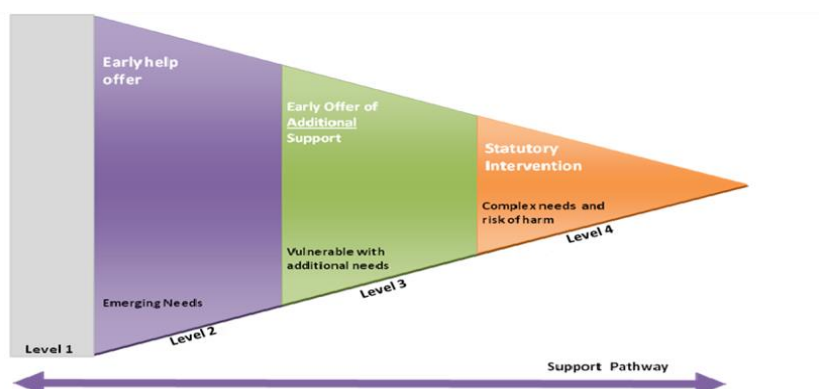 Early help
offer
Early Offer of
Additional
Support
Statutory
Intervention
Complex needs and
risk of harm
Level 4
Vulnerable with
additional needs
Level 3
Emerging Needs
Level 2
Level 1
Support Pathway